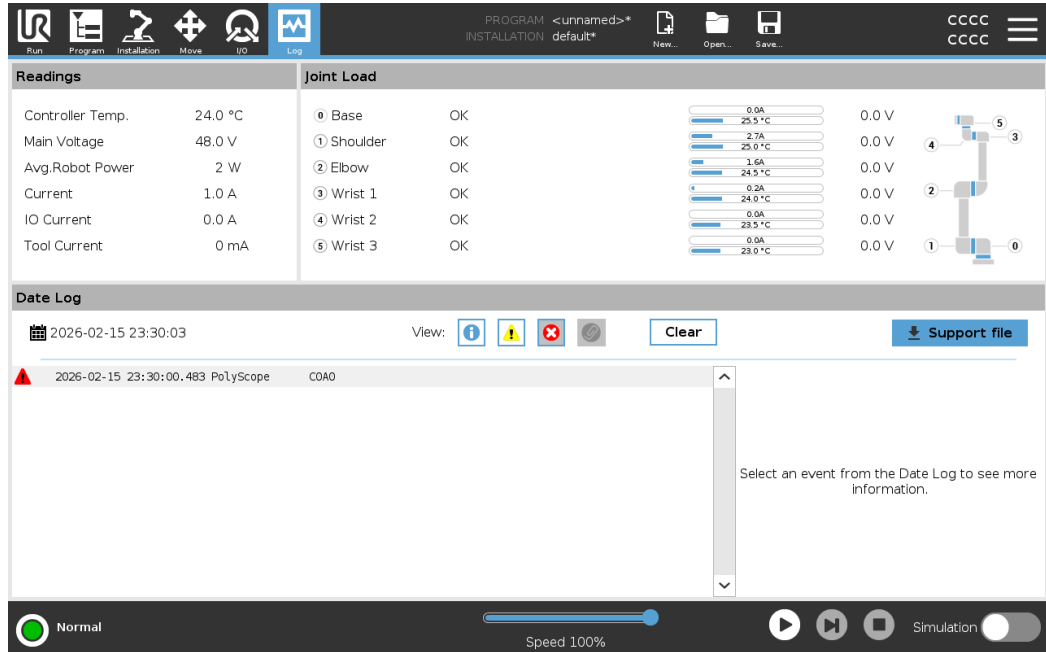 PROGRAM <unnamed>*
INSTALLATION default*
CCCC
CCCC
Run Program Installation Move I/O Log New... Open... Save...
Readings
Controller Temp. 24.0 °C
Main Voltage 48.0 V
Avg.Robot Power 2 W
Current 1.0 A
IO Current 0.0 A
Tool Current 0 mA
Joint Load
0 Base OK 0.0A 25.5 °C 0.0 V
1 Shoulder OK 2.7A 25.0 °C 0.0 V
2 Elbow OK 1.6A 24.5 °C 0.0 V
3 Wrist 1 OK 0.2A 24.0 °C 0.0 V
4 Wrist 2 OK 0.0A 23.5 °C 0.0 V
5 Wrist 3 OK 0.0A 23.0 °C 0.0 V
5
4 3
2
1 0
Date Log
2026-02-15 23:30:03 View: Clear Support file
2026-02-15 23:30:00.483 PolyScope C0A0
Select an event from the Date Log to see more
information.
Normal
Speed 100%
Simulation